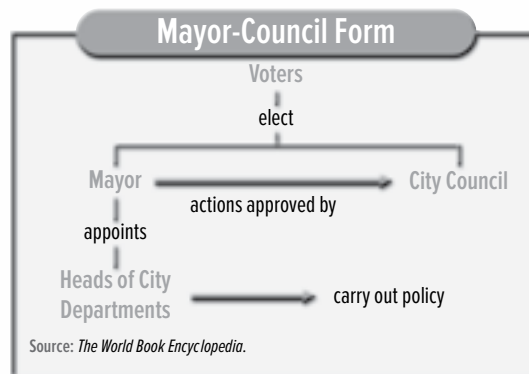 Mayor-Council Form
Voters
elect
Mayor
City Council
actions approved by
appoints
Heads of City
Departments
carry out policy
Source: The World Book Encyclopedia.